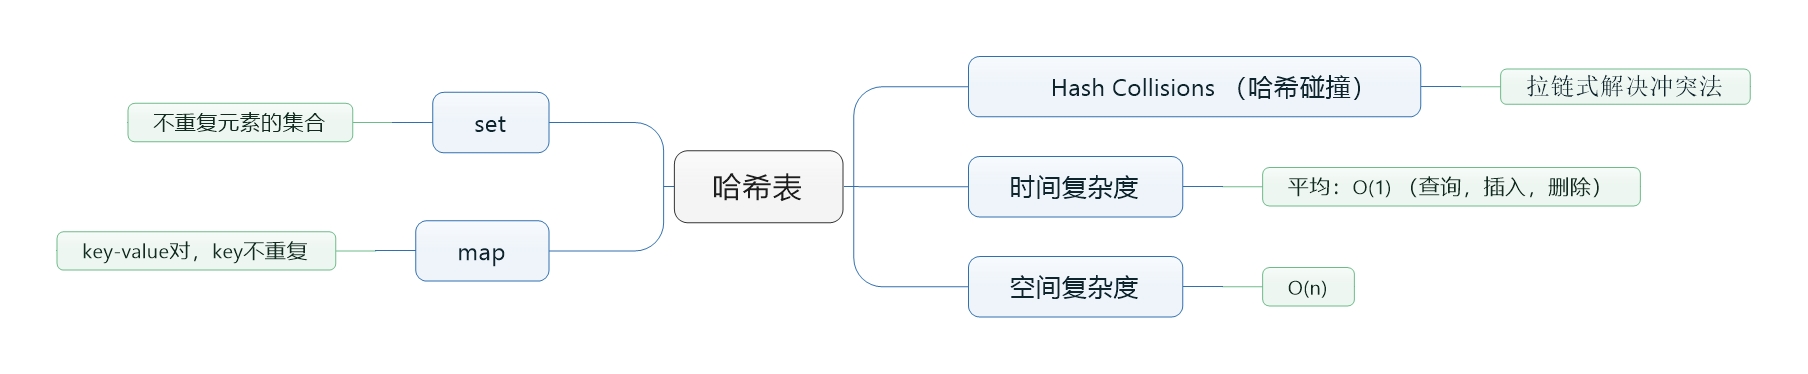 哈希表
set
不重复元素的集合
map
key-value对，key不重复
Hash Collisions （哈希碰撞）
拉链式解决冲突法
时间复杂度
平均：O(1) （查询，插入，删除）
空间复杂度
O(n)